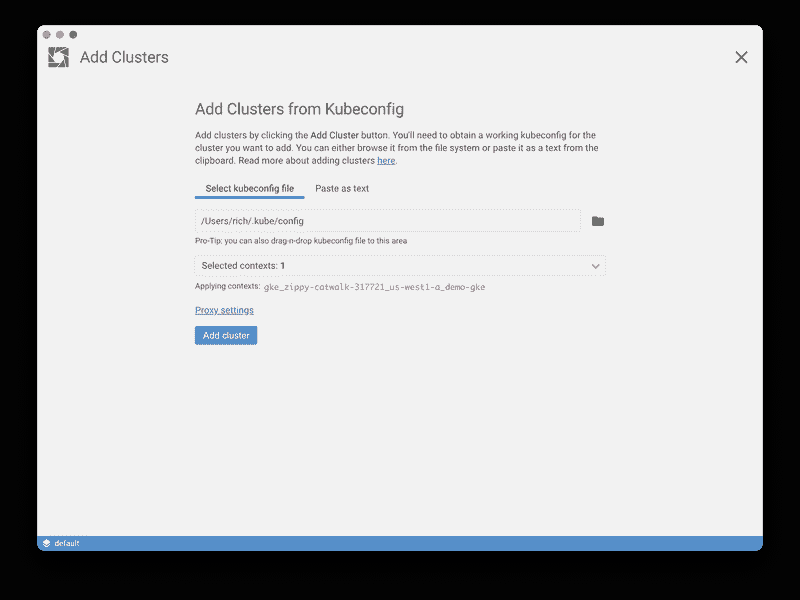 Add Clusters
Add Clusters from Kubeconfig
Add clusters by clicking the Add Cluster button. You'll need to obtain a working kubeconfig for the
cluster you want to add. You can either browse it from the file system or paste it as a text from the
clipboard. Read more about adding clusters here.
Select kubeconfig file Paste as text
/Users/rich/.kube/config
Pro-Tip: you can also drag-n-drop kubeconfig file to this area
Selected contexts: 1
Applying contexts: gke_zippy-catwalk-317721_us-west1-a_demo-gke
Proxy settings
Add cluster
default